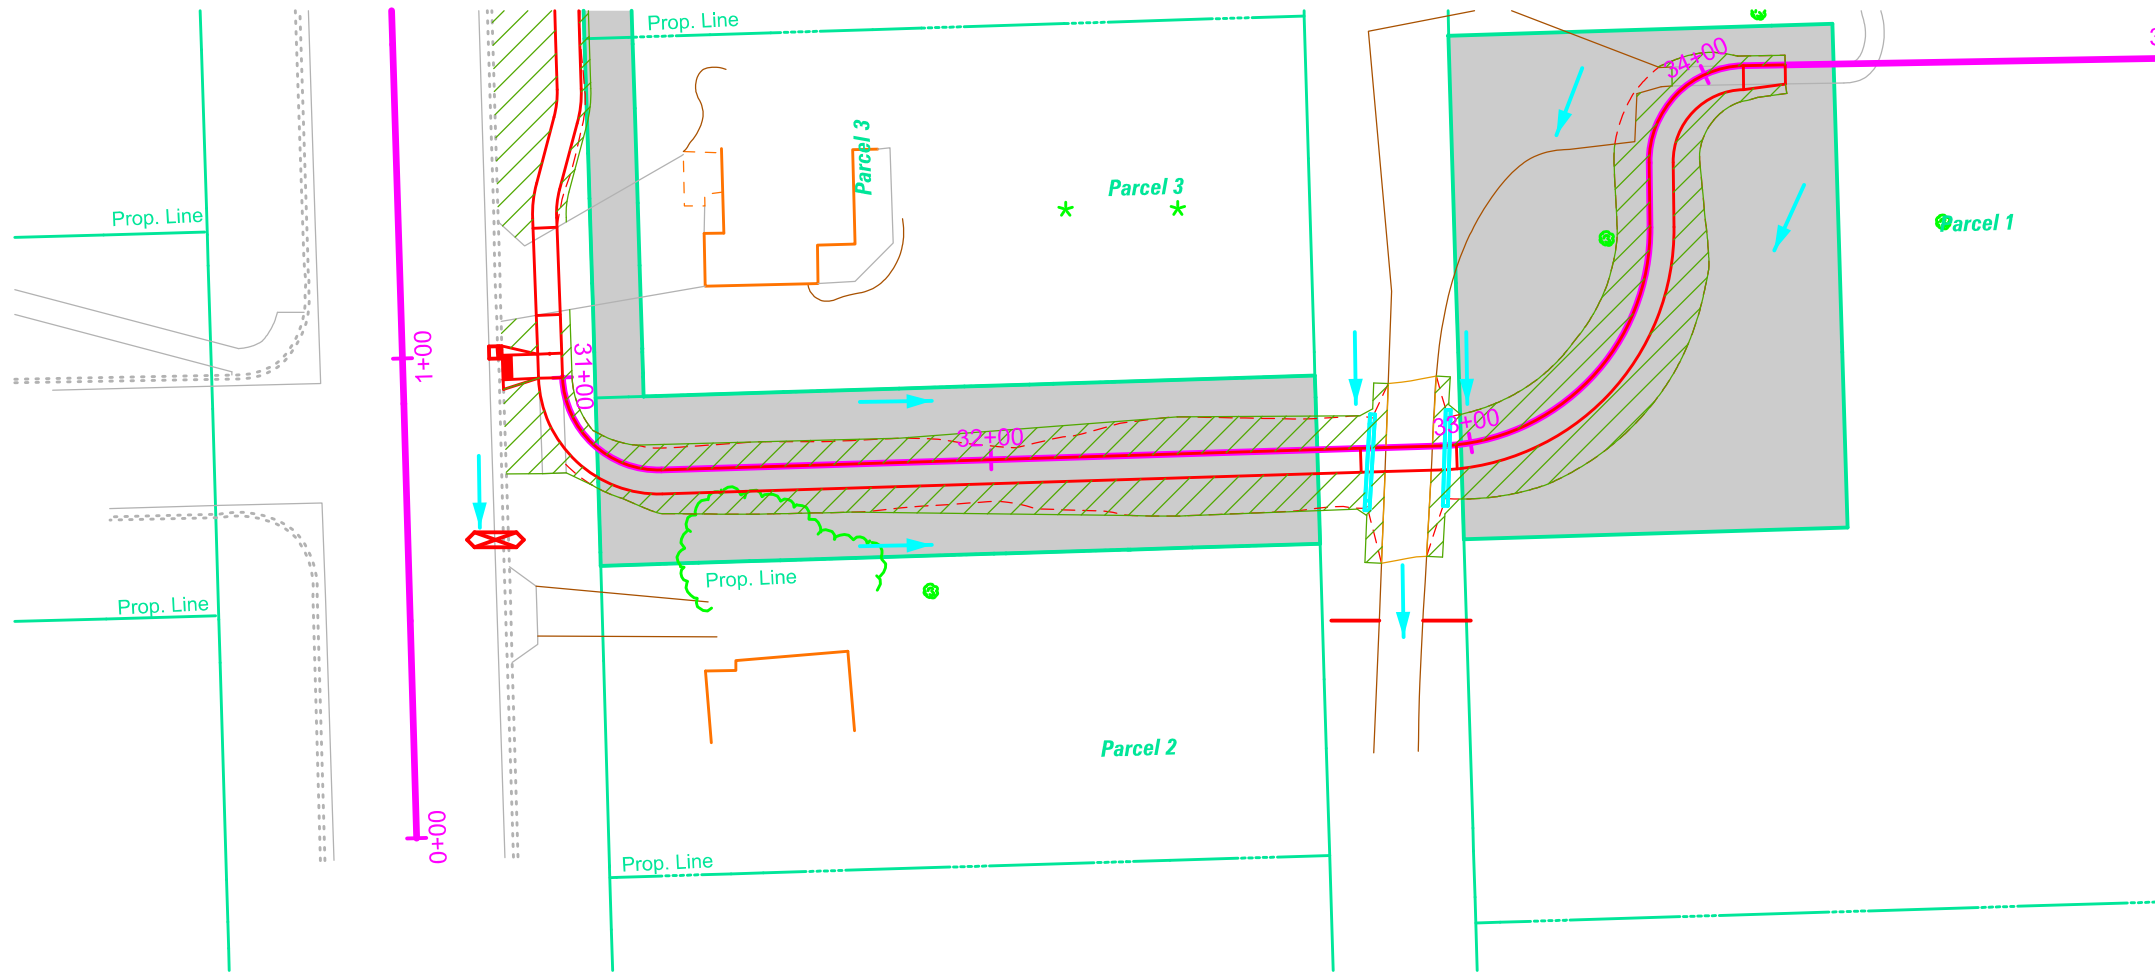 Prop. Line
34+00
3
Parcel 3
Parcel 3
Prop. Line
Parcel 1
1+00
31+00
33+00
32+00
Prop. Line
Prop. Line
Parcel 2
0+00
Prop. Line